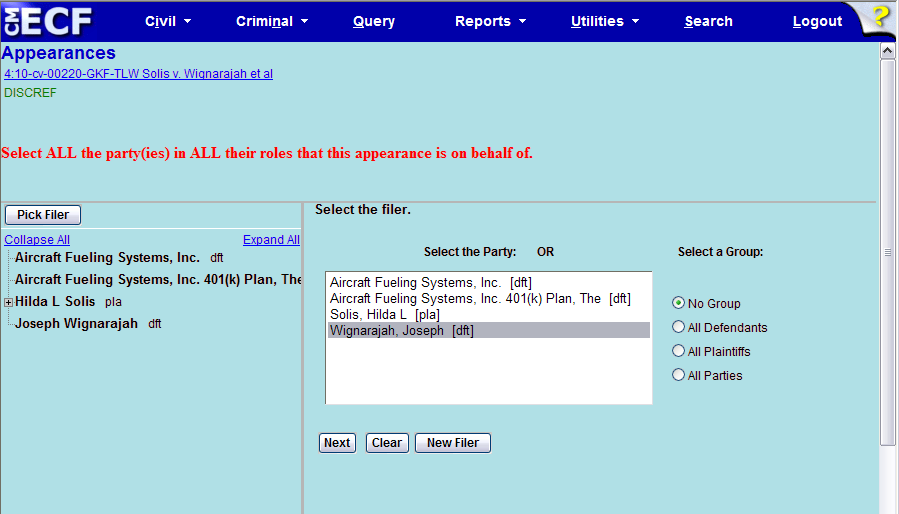 CM ECF Civil Criminal Query Reports Utilities Search Logout ?
Appearances
4:10-cv-00220-GKF-TLW Solis v. Wignarajah et al
DISCREF
Select ALL the party(ies) in ALL their roles that this appearance is on behalf of.
Pick Filer
Collapse All Expand All
Aircraft Fueling Systems, Inc. dft
Aircraft Fueling Systems, Inc. 401(k) Plan, The
Hilda L Solis pla
Joseph Wignarajah dft
Select the filer.
Select the Party: OR Select a Group:
Aircraft Fueling Systems, Inc. [dft]
Aircraft Fueling Systems, Inc. 401(k) Plan, The [dft]
Solis, Hilda L [pla]
Wignarajah, Joseph [dft]
No Group
All Defendants
All Plaintiffs
All Parties
Next Clear New Filer